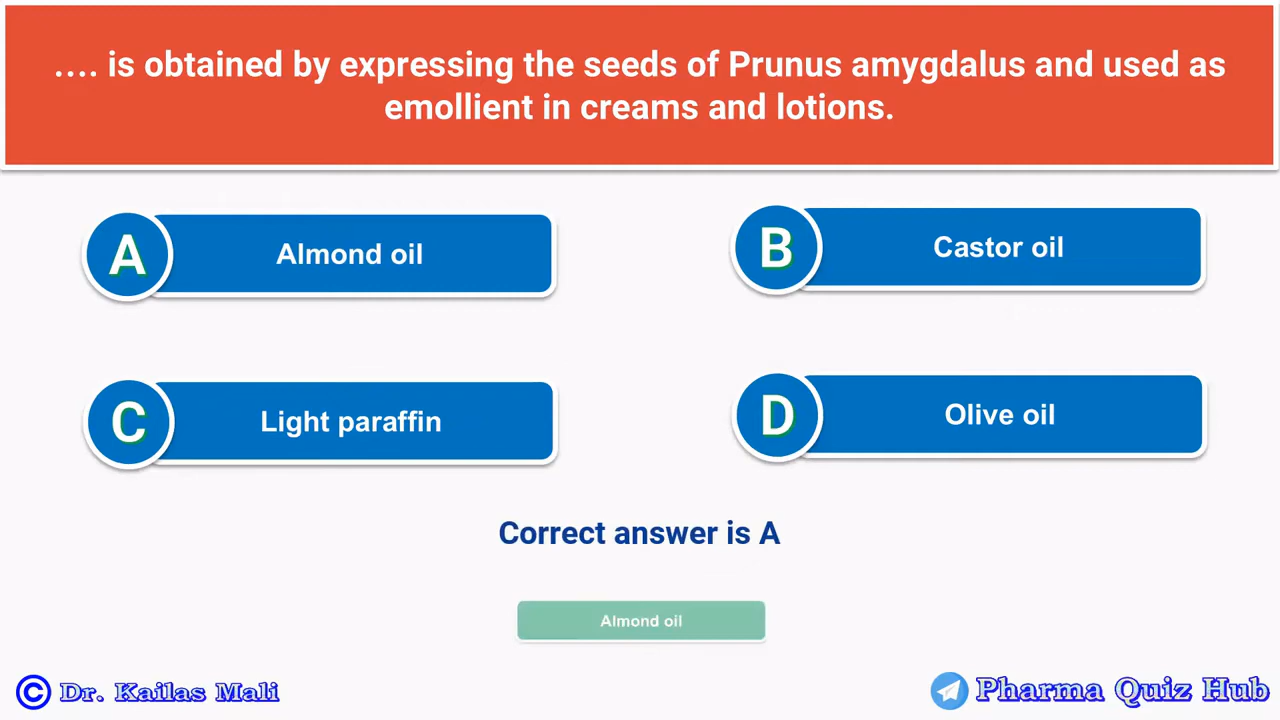 .... is obtained by expressing the seeds of Prunus amygdalus and used as
emollient in creams and lotions.
A Almond oil
B Castor oil
C Light paraffin
D Olive oil
Correct answer is A
Almond oil
© Dr. Kailas Mali
Pharma Quiz Hub